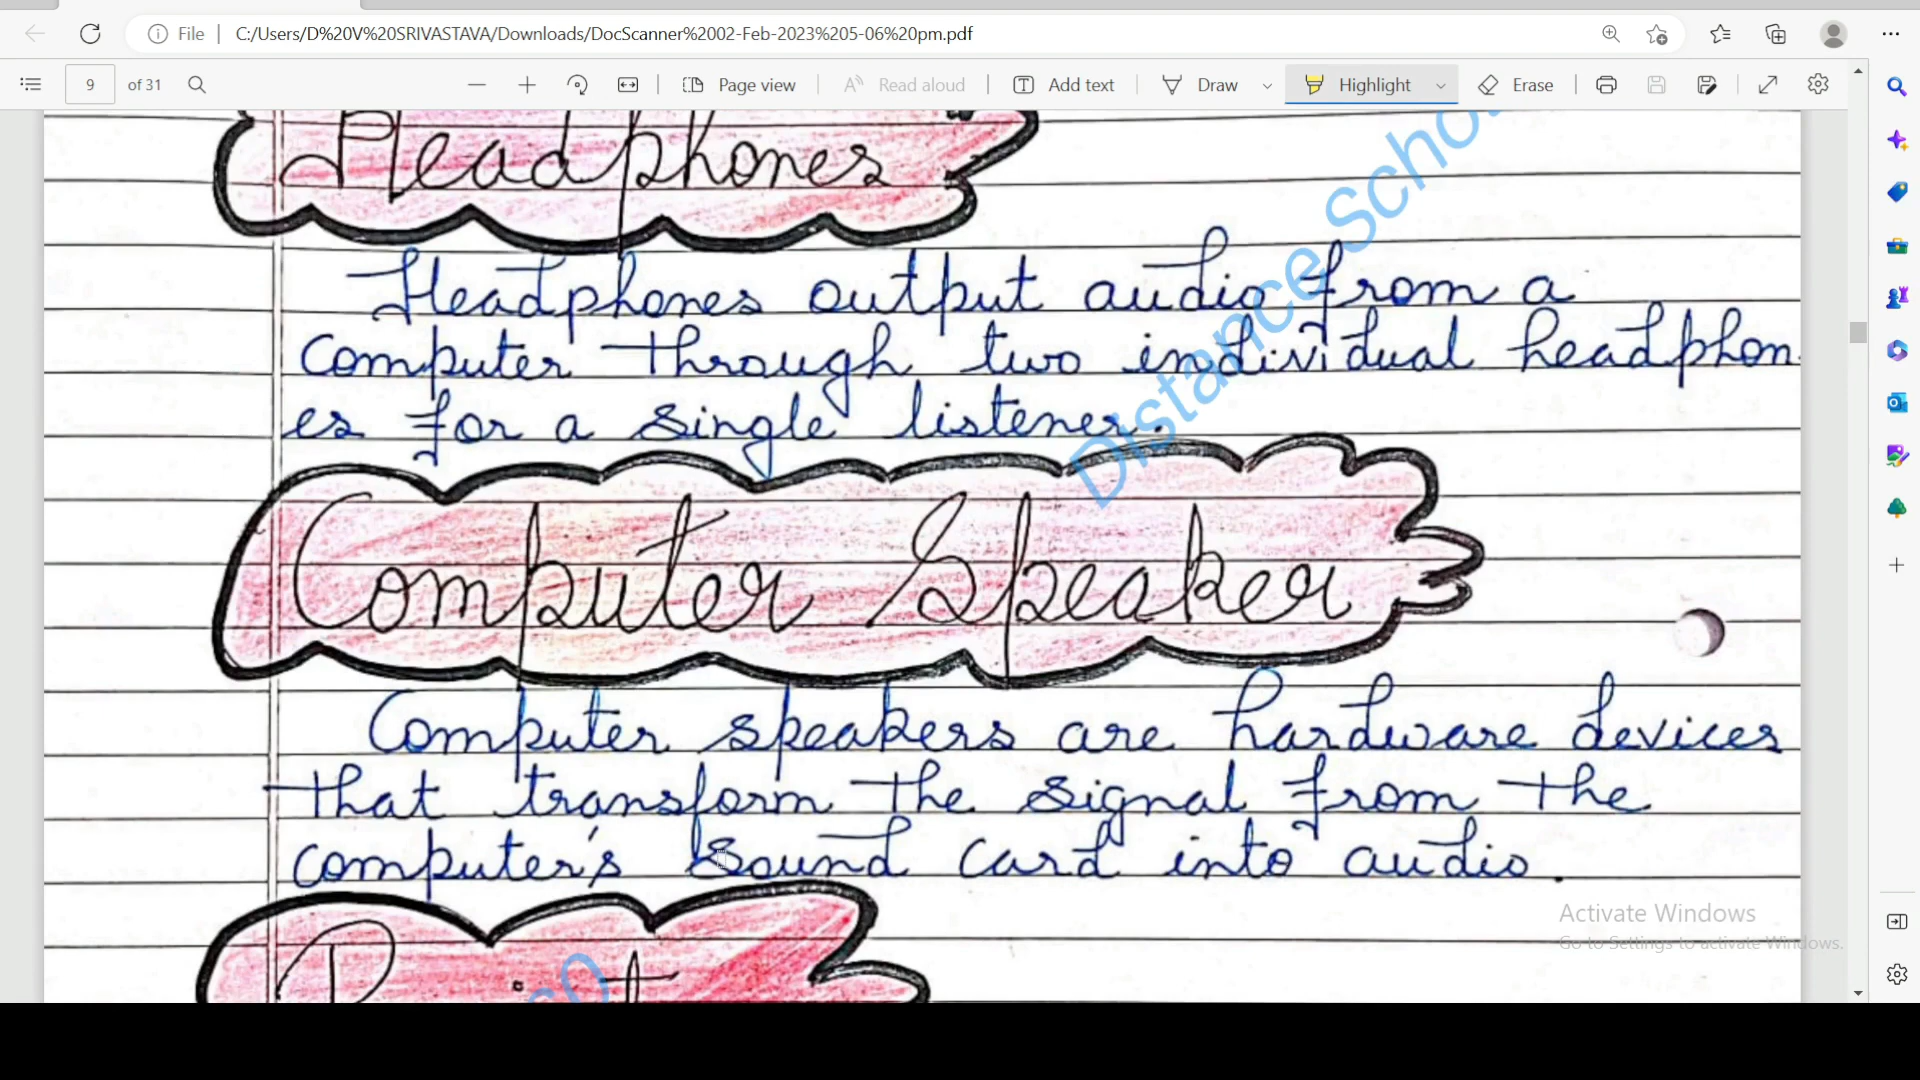 File
C:/Users/D%20V%20SRIVASTAVA/Downloads/DocScanner%2002-Feb-2023%205-06%20pm.pdf
9 of 31
Page view
Read aloud
Add text
Draw
Highlight
Erase
Headphones
Headphones output audio from a
computer through two individual headphon
es for a single listener.
Distance School
Computer Speaker
Computer speakers are hardware devices
that transform the signal from the
computer's sound card into audio.
Activate Windows
Go to Settings to activate Windows.